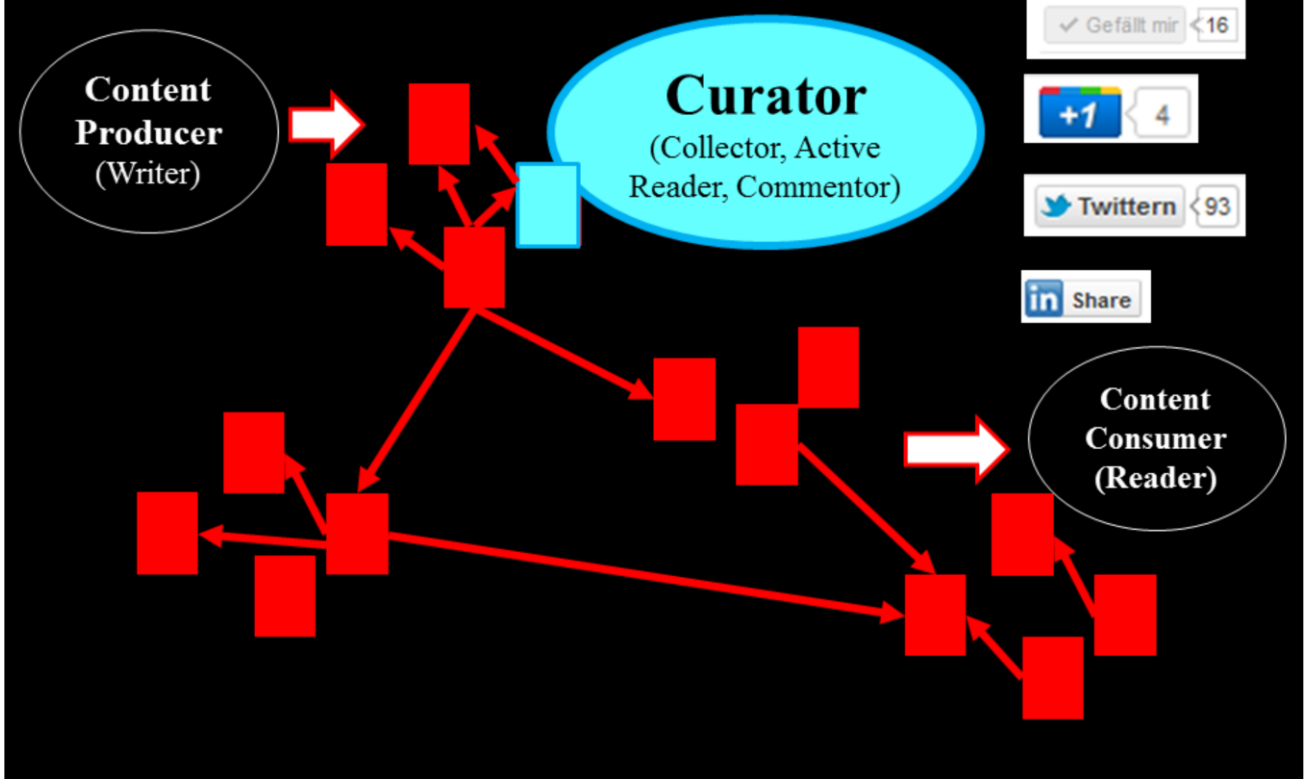 Content
Producer
(Writer)
Curator
(Collector, Active
Reader, Commentor)
Gefällt mir 16
+1 4
Twittern 93
in Share
Content
Consumer
(Reader)